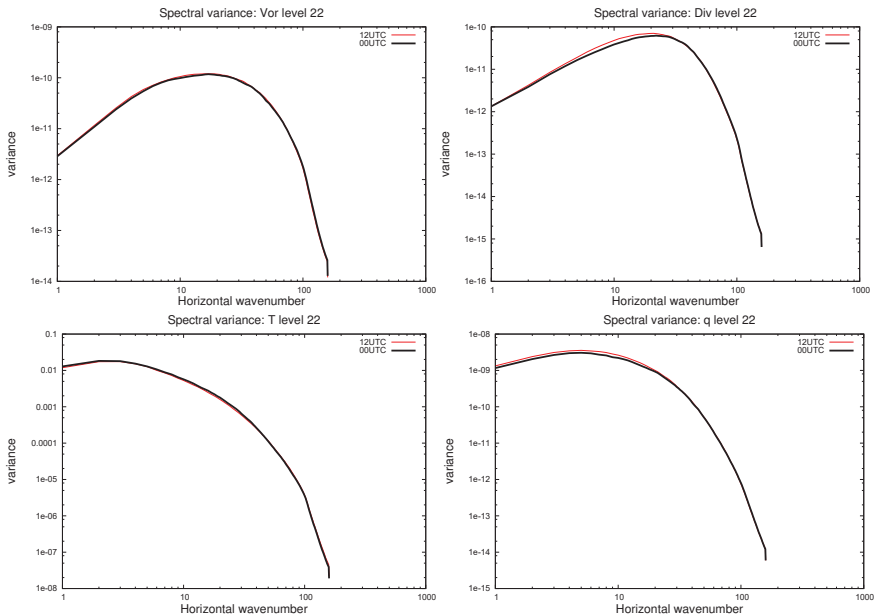 Spectral variance: Vor level 22
1e-09
1e-10
1e-11
1e-12
1e-13
1e-14
variance
12UTC
00UTC
1
10
100
1000
Horizontal wavenumber
Spectral variance: Div level 22
1e-10
1e-11
1e-12
1e-13
1e-14
1e-15
1e-16
variance
12UTC
00UTC
1
10
100
1000
Horizontal wavenumber
Spectral variance: T level 22
0.1
0.01
0.001
0.0001
1e-05
1e-06
1e-07
1e-08
variance
12UTC
00UTC
1
10
100
1000
Horizontal wavenumber
Spectral variance: q level 22
1e-08
1e-09
1e-10
1e-11
1e-12
1e-13
1e-14
1e-15
variance
12UTC
00UTC
1
10
100
1000
Horizontal wavenumber